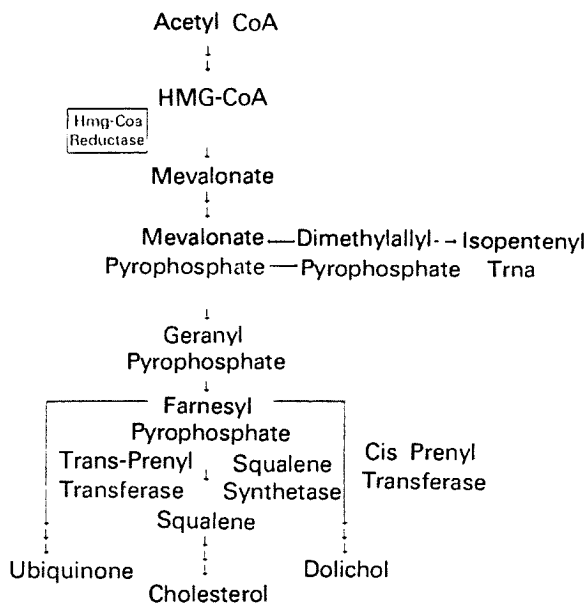 Acetyl CoA
HMG-CoA
Hmg-Coa
Reductase
Mevalonate
Mevalonate Dimethylallyl Isopentenyl
Pyrophosphate Pyrophosphate Trna
Geranyl
Pyrophosphate
Farnesyl
Pyrophosphate
Trans-Prenyl Squalene Cis Prenyl
Transferase Synthetase Transferase
Squalene
Ubiquinone Dolichol
Cholesterol